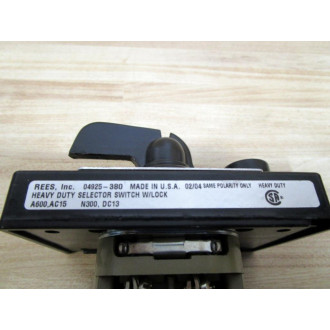 REES, Inc. 04925-380 MADE IN U.S.A. 02/04 SAME POLARITY ONLY HEAVY DUTY
HEAVY DUTY SELECTOR SWITCH W/LOCK
A600,AC15 N300, DC13